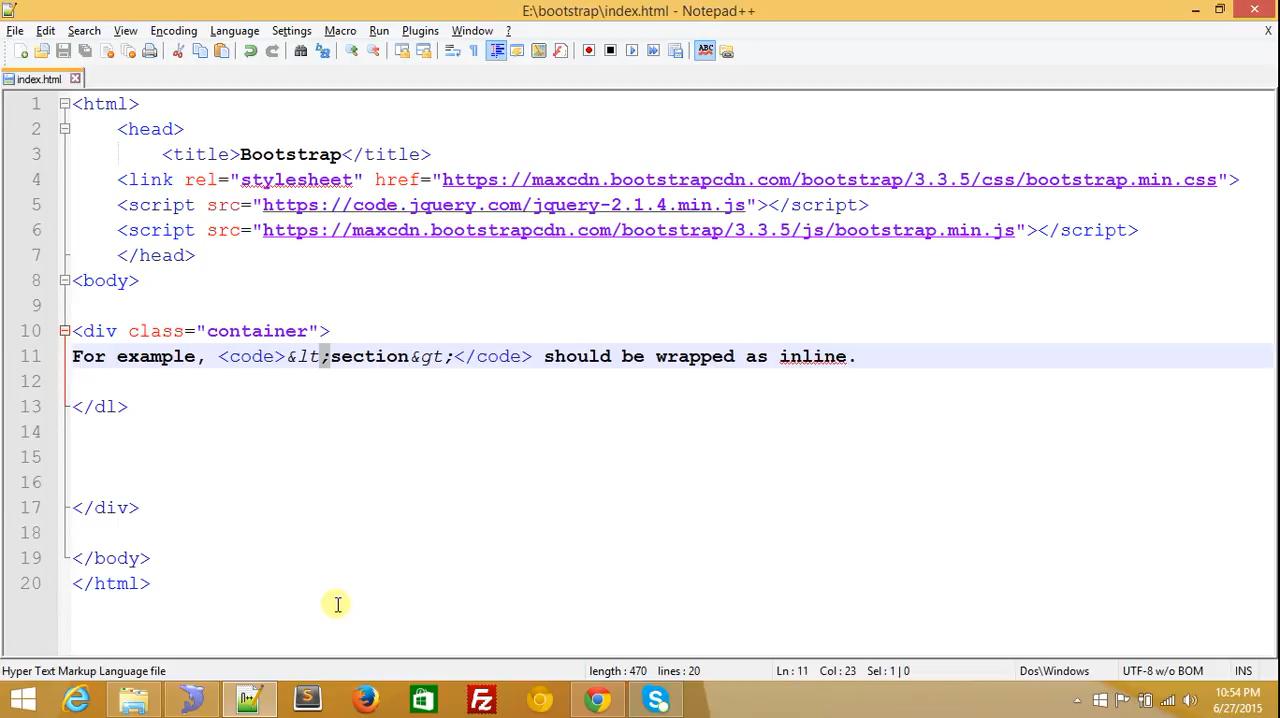 E:\bootstrap\index.html - Notepad++
File Edit Search View Encoding Language Settings Macro Run Plugins Window ? X
ABC
index.html
1 <html>
2 <head>
3 <title>Bootstrap</title>
4 <link rel="stylesheet" href="https://maxcdn.bootstrapcdn.com/bootstrap/3.3.5/css/bootstrap.min.css">
5 <script src="https://code.jquery.com/jquery-2.1.4.min.js"></script>
6 <script src="https://maxcdn.bootstrapcdn.com/bootstrap/3.3.5/js/bootstrap.min.js"></script>
7 </head>
8 <body>
9
10 <div class="container">
11 For example, <code>&lt;section&gt;</code> should be wrapped as inline.
12
13 </dl>
14
15
16
17 </div>
18
19 </body>
20 </html>
Hyper Text Markup Language file length : 470 lines : 20 Ln : 11 Col : 23 Sel : 1 | 0 Dos\Windows UTF-8 w/o BOM INS
10:54 PM
6/27/2015